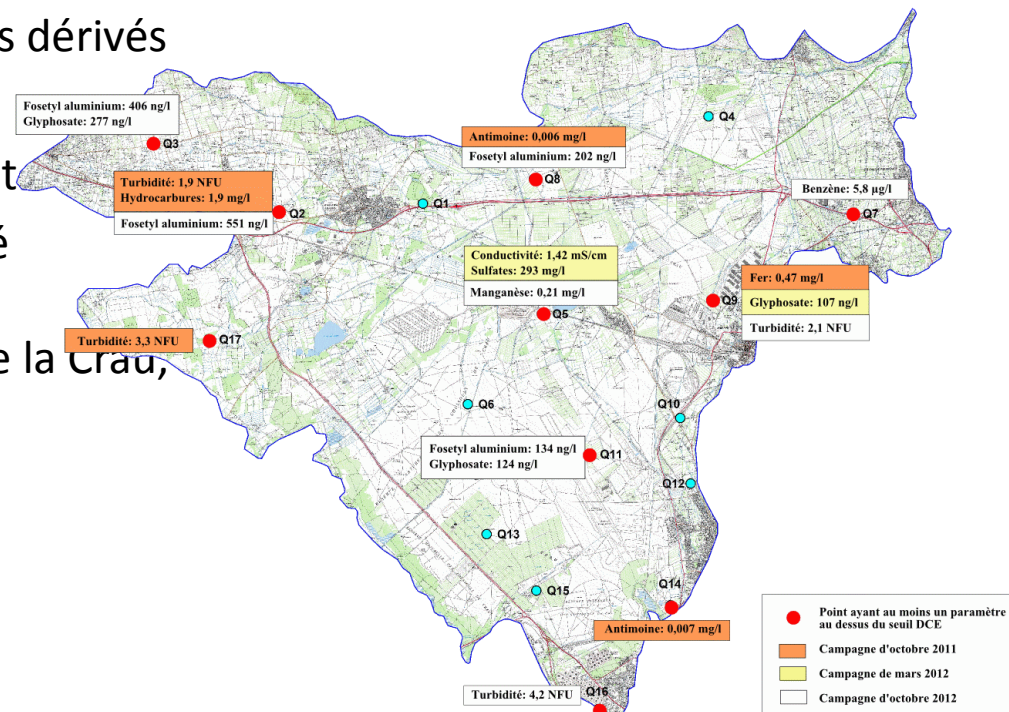 s dérivés
t
é
e la Crau,
Fosetyl aluminium: 406 ng/l
Glyphosate: 277 ng/l
Q3
Turbidité: 1,9 NFU
Hydrocarbures: 1,9 mg/l
Fosetyl aluminium: 551 ng/l
Q2
Q1
Antimoine: 0,006 mg/l
Fosetyl aluminium: 202 ng/l
Q8
Q4
Benzène: 5,8 µg/l
Q7
Conductivité: 1,42 mS/cm
Sulfates: 293 mg/l
Manganèse: 0,21 mg/l
Q5
Fer: 0,47 mg/l
Glyphosate: 107 ng/l
Turbidité: 2,1 NFU
Q9
Turbidité: 3,3 NFU
Q17
Q6
Q10
Fosetyl aluminium: 134 ng/l
Glyphosate: 124 ng/l
Q11
Q12
Q13
Q15
Q14
Antimoine: 0,007 mg/l
Turbidité: 4,2 NFU
Q16
Point ayant au moins un paramètre
au dessus du seuil DCE
Campagne d'octobre 2011
Campagne de mars 2012
Campagne d'octobre 2012